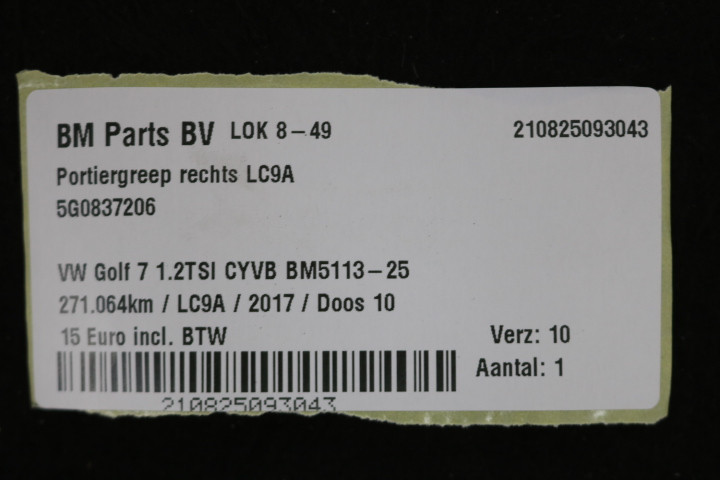 BM Parts BV LOK 8-49 210825093043
Portiergreep rechts LC9A
5G0837206
VW Golf 7 1.2TSI CYVB BM5113-25
271.064km / LC9A / 2017 / Doos 10
15 Euro incl. BTW Verz: 10
Aantal: 1
210825093043